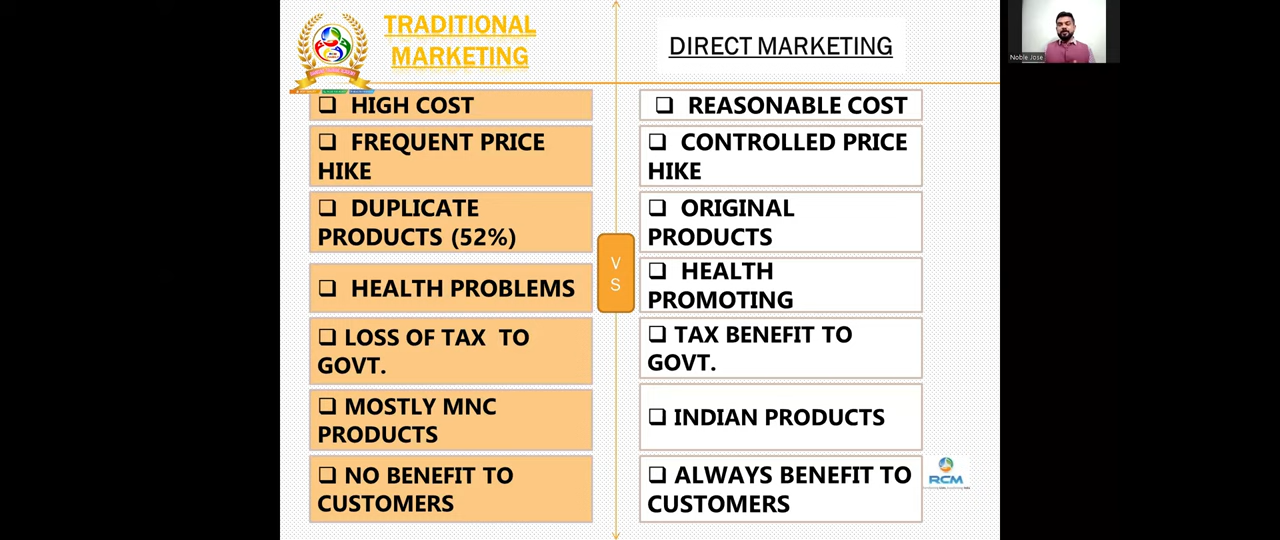 TRADITIONAL
MARKETING
DIRECT MARKETING
Noble Jose
HIGH COST
REASONABLE COST
FREQUENT PRICE
HIKE
CONTROLLED PRICE
HIKE
DUPLICATE
PRODUCTS (52%)
ORIGINAL
PRODUCTS
V
S
HEALTH PROBLEMS
HEALTH
PROMOTING
LOSS OF TAX TO
GOVT.
TAX BENEFIT TO
GOVT.
MOSTLY MNC
PRODUCTS
INDIAN PRODUCTS
NO BENEFIT TO
CUSTOMERS
ALWAYS BENEFIT TO
CUSTOMERS
RCM